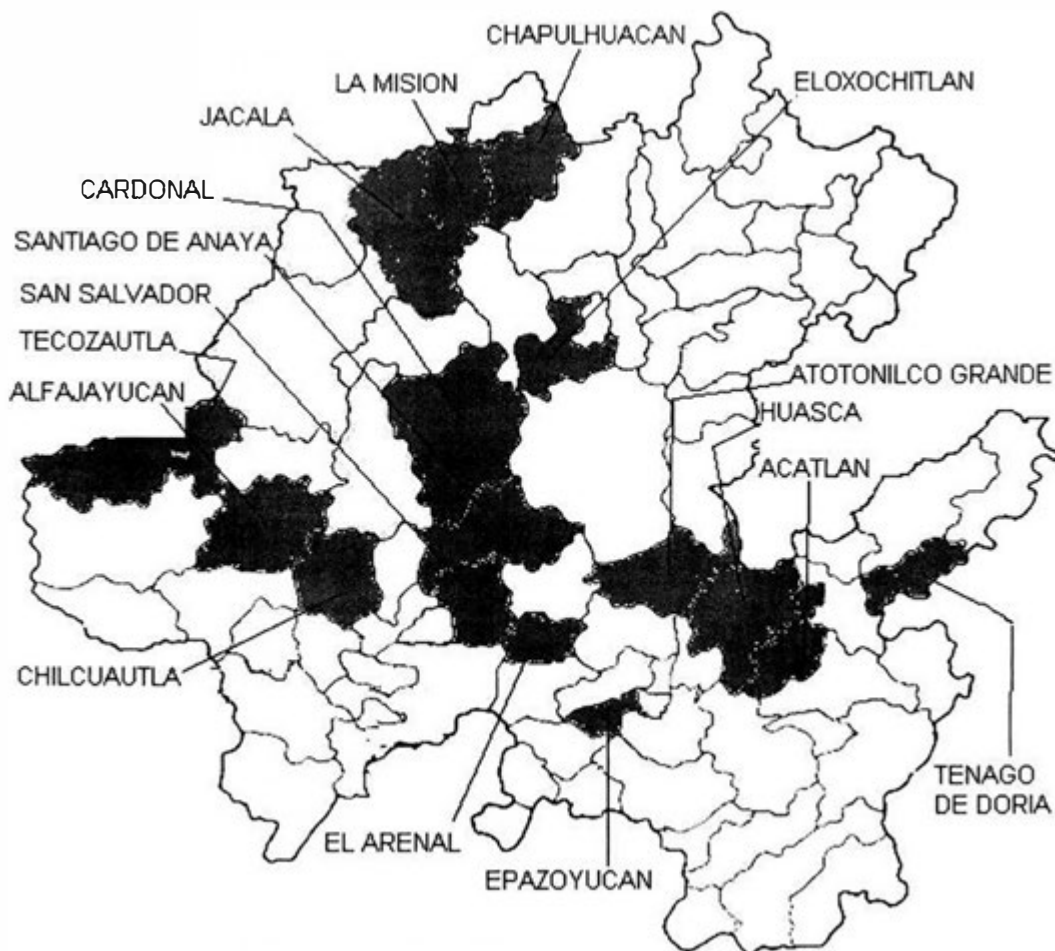 CHAPULHUACAN
LA MISION
ELOXOCHITLAN
JACALA
CARDONAL
SANTIAGO DE ANAYA
SAN SALVADOR
TECOZAUTLA
ALFAJAYUCAN
ATOTONILCO GRANDE
HUASCA
ACATLAN
CHILCUAUTLA
TENAGO
DE DORIA
EL ARENAL
EPAZOYUCAN